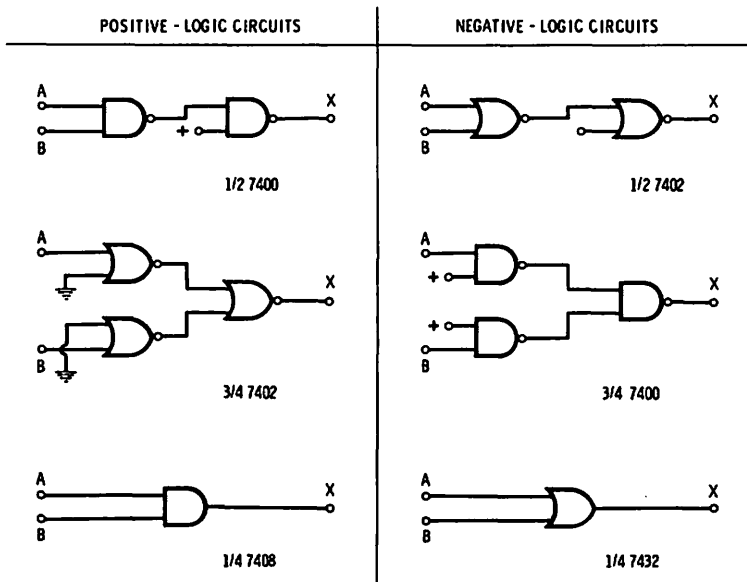 POSITIVE - LOGIC CIRCUITS
NEGATIVE - LOGIC CIRCUITS
A
X
B
+
1/2 7400
A
X
B
1/2 7402
A
X
B
3/4 7402
A
X
+
+
B
3/4 7400
A
X
B
1/4 7408
A
X
B
1/4 7432